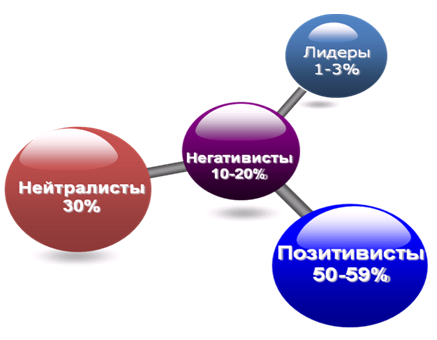 Лидеры
1-3%
Негативисты
10-20%
Нейтралисты
30%
Позитивисты
50-59%